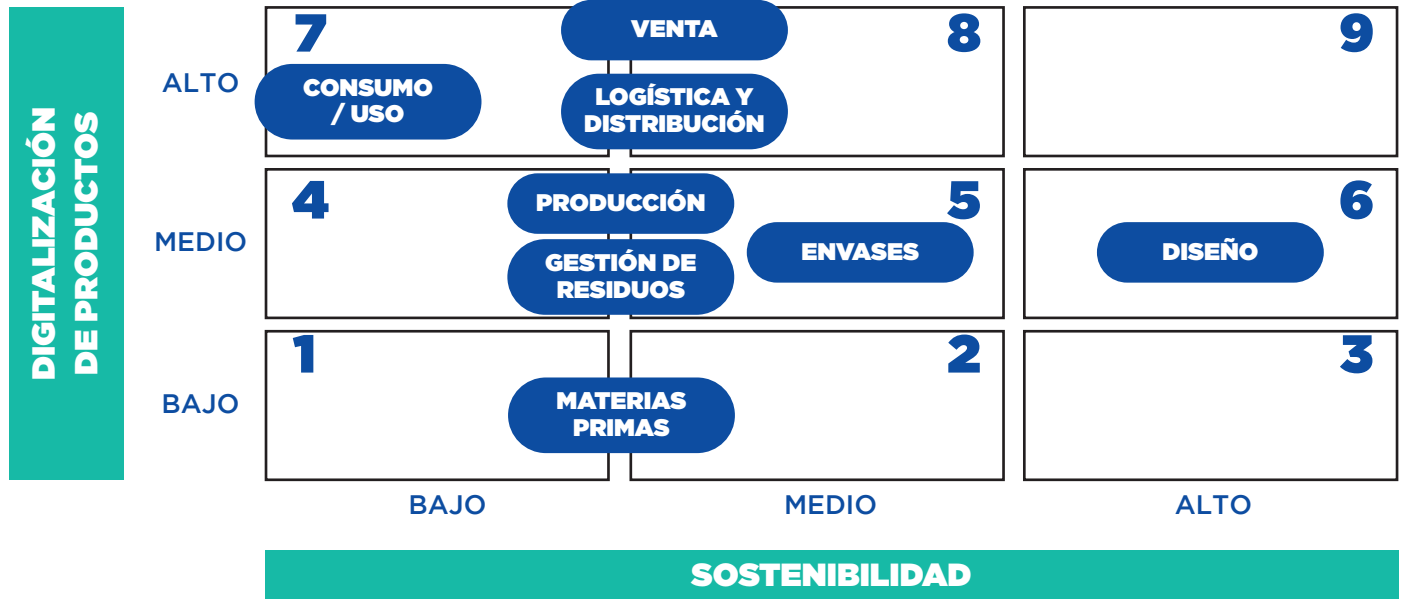 DIGITALIZACIÓN
DE PRODUCTOS
ALTO
7
CONSUMO
/ USO
VENTA
LOGÍSTICA Y
DISTRIBUCIÓN
8
9
MEDIO
4
PRODUCCIÓN
GESTIÓN DE
RESIDUOS
5
ENVASES
6
DISEÑO
BAJO
1
MATERIAS
PRIMAS
2
3
BAJO
MEDIO
ALTO
SOSTENIBILIDAD